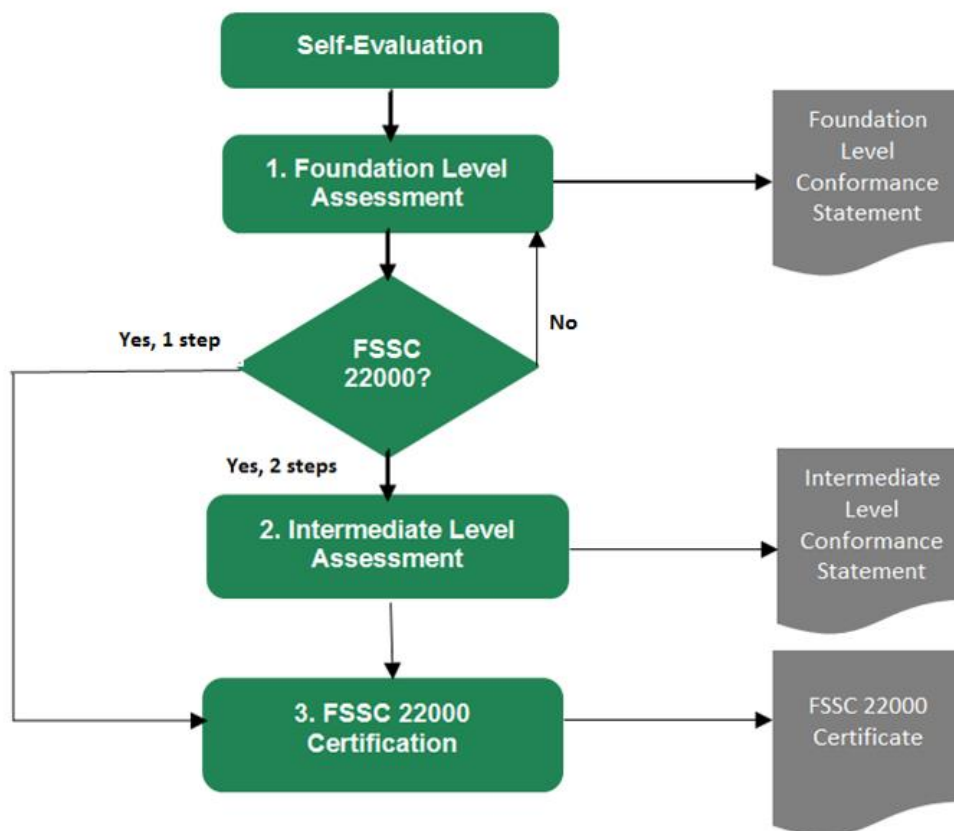 Self-Evaluation
1. Foundation Level
Assessment
Foundation
Level
Conformance
Statement
No
Yes, 1 step
FSSC
22000?
Yes, 2 steps
2. Intermediate Level
Assessment
Intermediate
Level
Conformance
Statement
3. FSSC 22000
Certification
FSSC 22000
Certificate